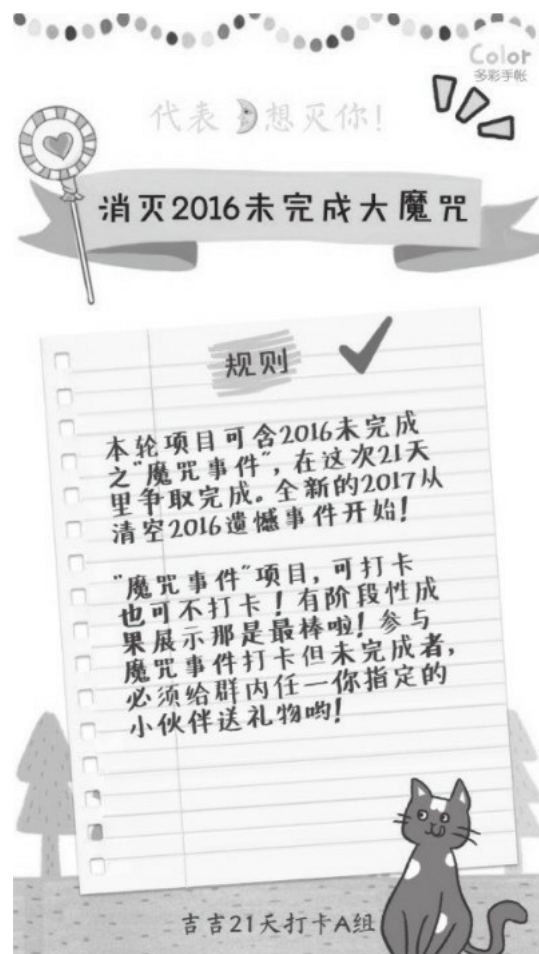 Color
多彩手帐
代表🌛想灭你!
消灭2016未完成大魔咒
规则
本轮项目可含2016未完成
之"魔咒事件",在这次21天
里争取完成。全新的2017从
清空2016遗憾事件开始!
"魔咒事件"项目,可打卡
也可不打卡!有阶段性成
果展示那是最棒啦!参与
魔咒事件打卡但未完成者,
必须给群内任一你指定的
小伙伴送礼物哟!
吉吉21天打卡A组